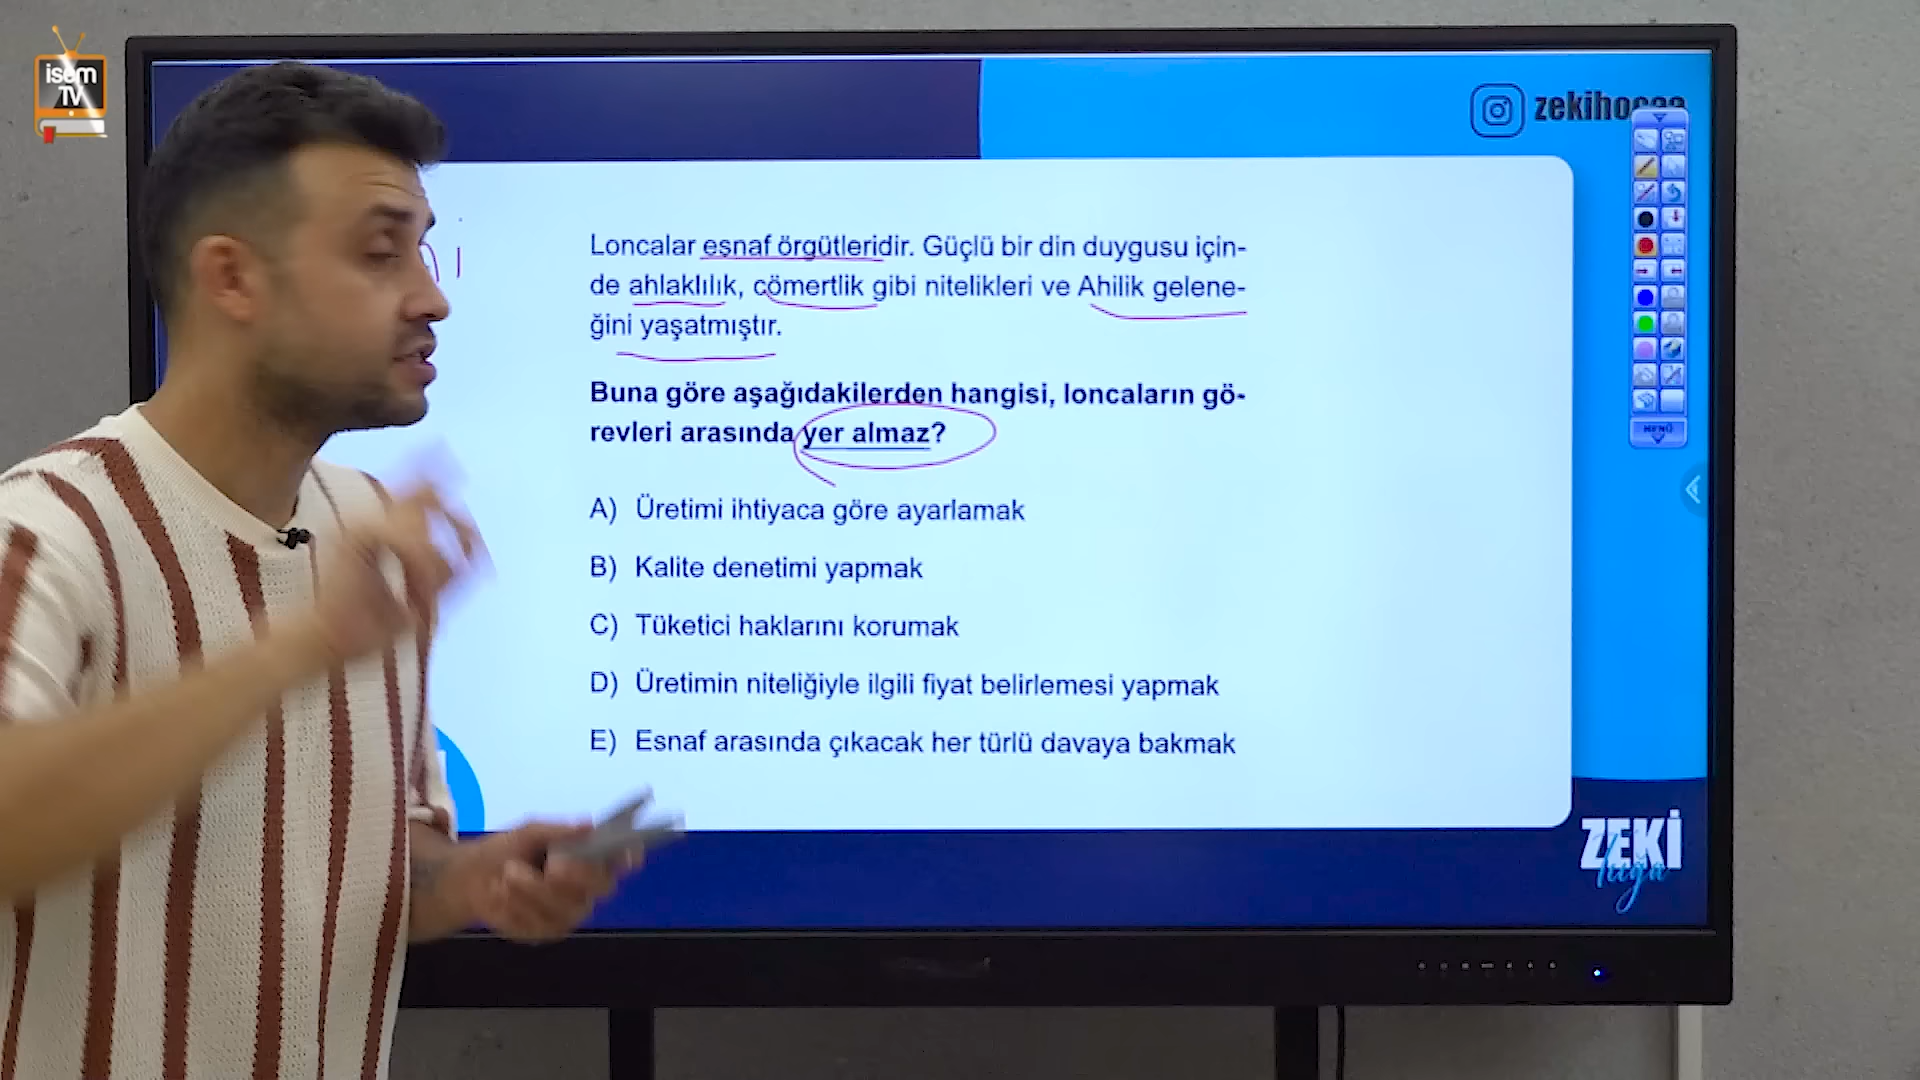 isem
TV
Loncalar esnaf örgütleridir. Güçlü bir din duygusu için-
de ahlaklılık, cömertlik gibi nitelikleri ve Ahilik gelene-
ğini yaşatmıştır.
Buna göre aşağıdakilerden hangisi, loncaların gö-
revleri arasında yer almaz?
A) Üretimi ihtiyaca göre ayarlamak
B) Kalite denetimi yapmak
C) Tüketici haklarını korumak
D) Üretimin niteliğiyle ilgili fiyat belirlemesi yapmak
E) Esnaf arasında çıkacak her türlü davaya bakmak
MENÜ
ZEKİ